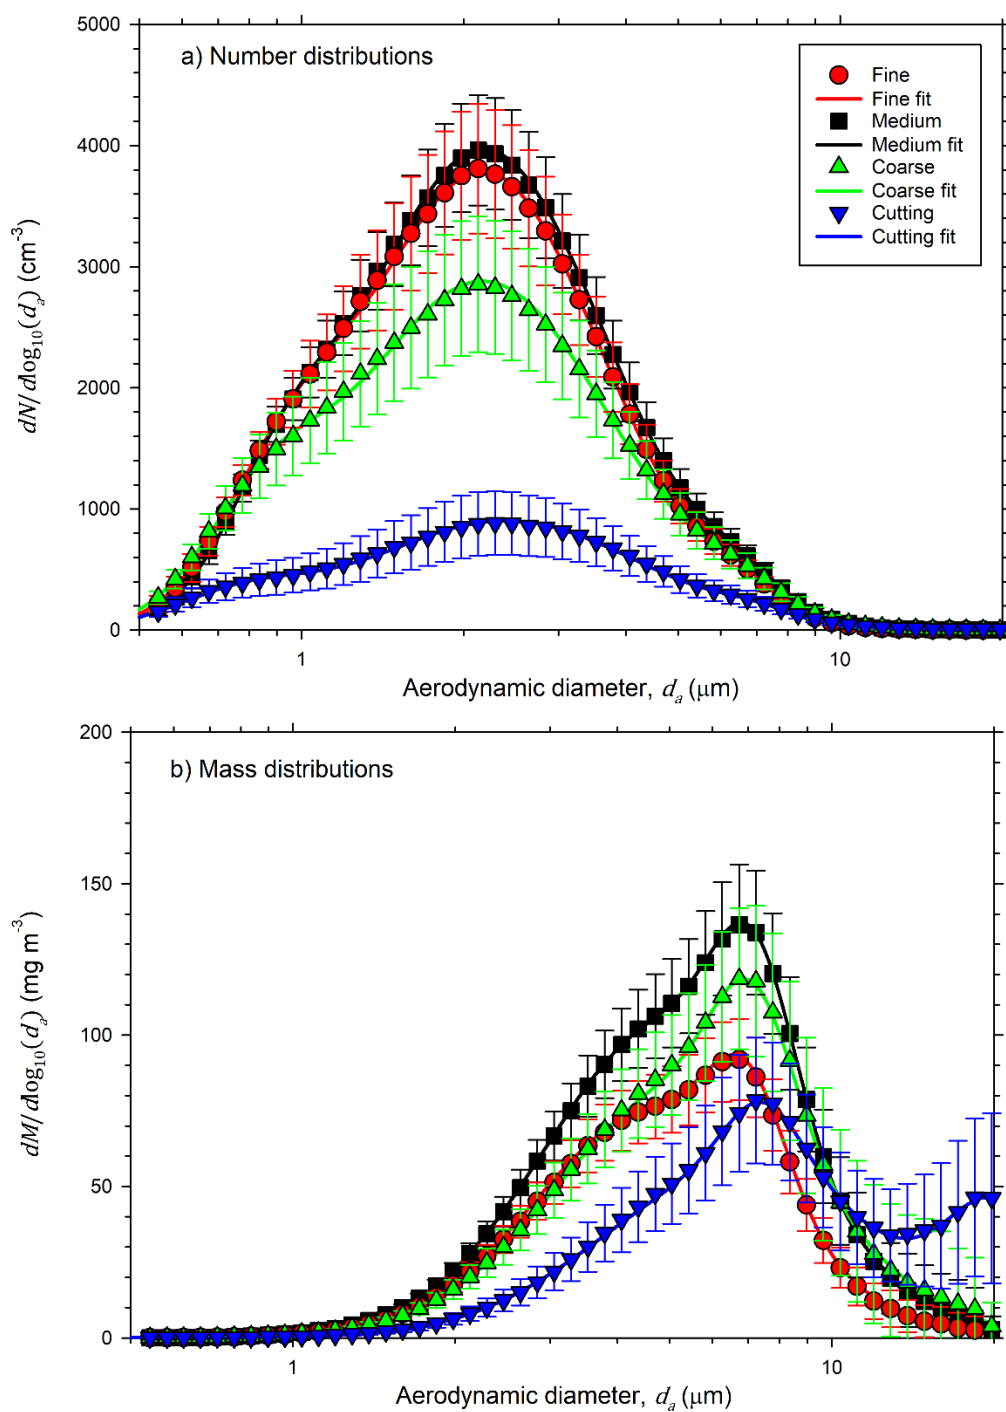 a) Number distributions
5000
4000
3000
2000
1000
0
dN/dlog₁₀(dₐ) (cm⁻³)
Fine
Fine fit
Medium
Medium fit
Coarse
Coarse fit
Cutting
Cutting fit
1 10
Aerodynamic diameter, dₐ (μm)
b) Mass distributions
200
150
100
50
0
dM/dlog₁₀(dₐ) (mg m⁻³)
1 10
Aerodynamic diameter, dₐ (μm)